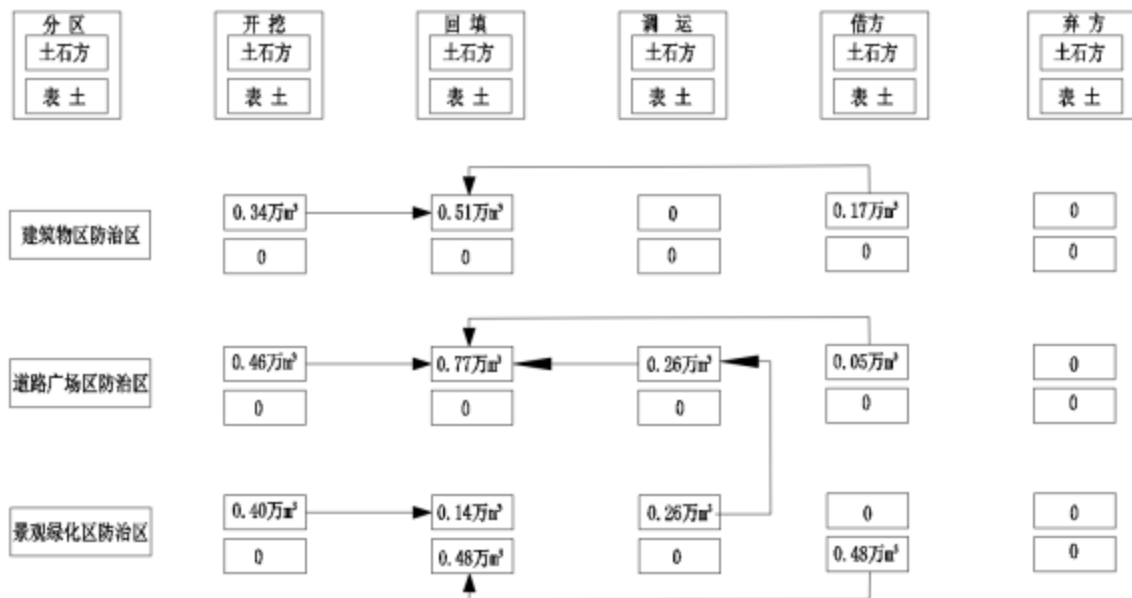 分区 开挖 回填 调运 借方 弃方
土石方 土石方 土石方 土石方 土石方 土石方
表土 表土 表土 表土 表土 表土
建筑物区防治区
0.34万m³ 0.51万m³ 0 0.17万m³ 0
0 0 0 0 0
道路广场区防治区
0.46万m³ 0.77万m³ 0.26万m³ 0.05万m³ 0
0 0 0 0 0
景观绿化区防治区
0.40万m³ 0.14万m³ 0.26万m³ 0 0
0 0.48万m³ 0 0.48万m³ 0